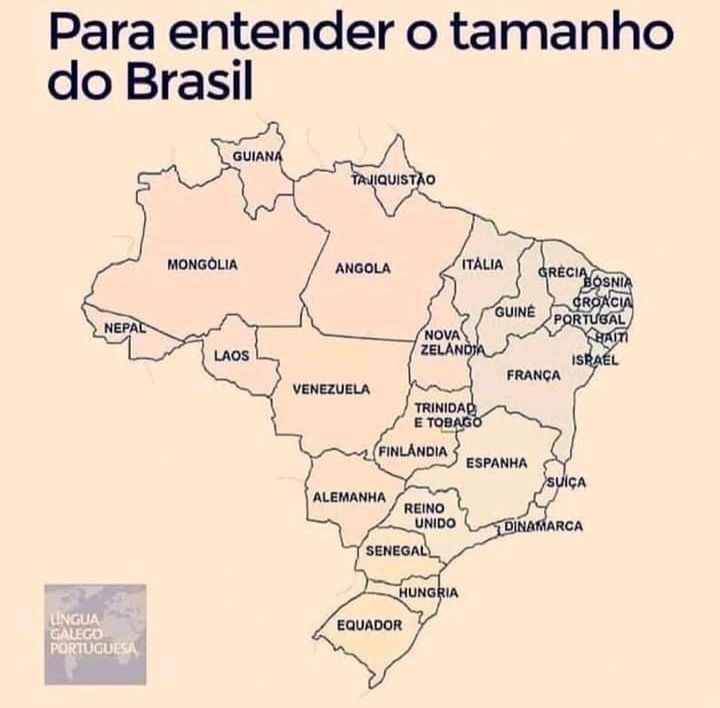 Para entender o tamanho
do Brasil
GUIANA
TAJIQUISTÃO
MONGÓLIA
ANGOLA
ITÁLIA
GRÉCIA
BÓSNIA
CROÁCIA
GUINÉ
PORTUGAL
NEPAL
LAOS
NOVA
ZELÂNDIA
HAITI
ISRAEL
FRANÇA
VENEZUELA
TRINIDAD
E TOBAGO
FINLÂNDIA
ESPANHA
SUÍÇA
ALEMANHA
REINO
UNIDO
DINAMARCA
SENEGAL
HUNGRIA
EQUADOR
LÍNGUA
GALEGO
PORTUGUESA